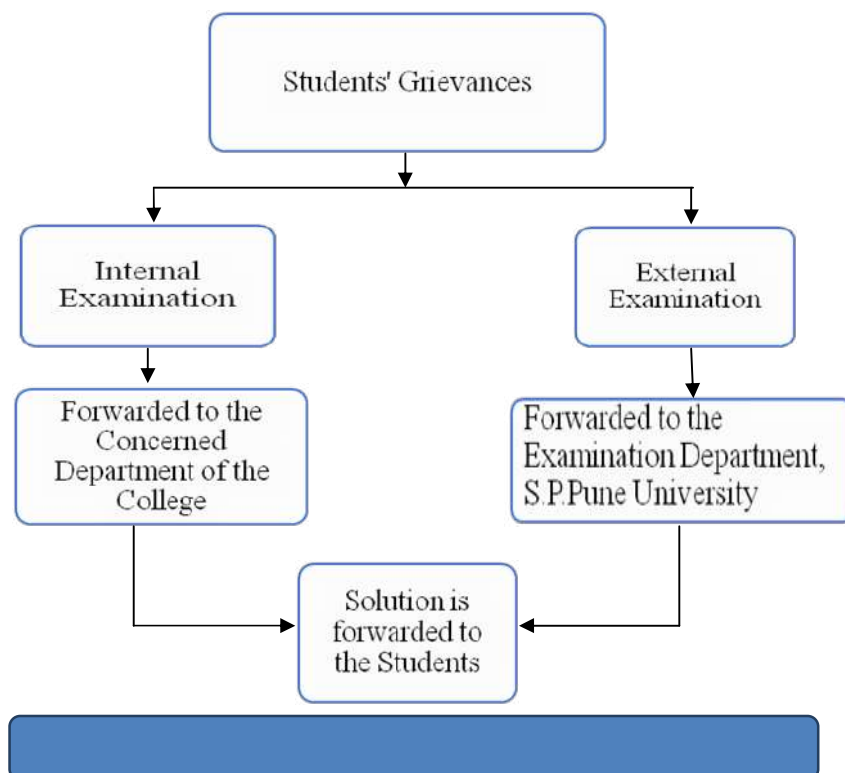 Students' Grievances
Internal
Examination
External
Examination
Forwarded to the
Concerned
Department of the
College
Forwarded to the
Examination Department,
S.P.Pune University
Solution is
forwarded to
the Students